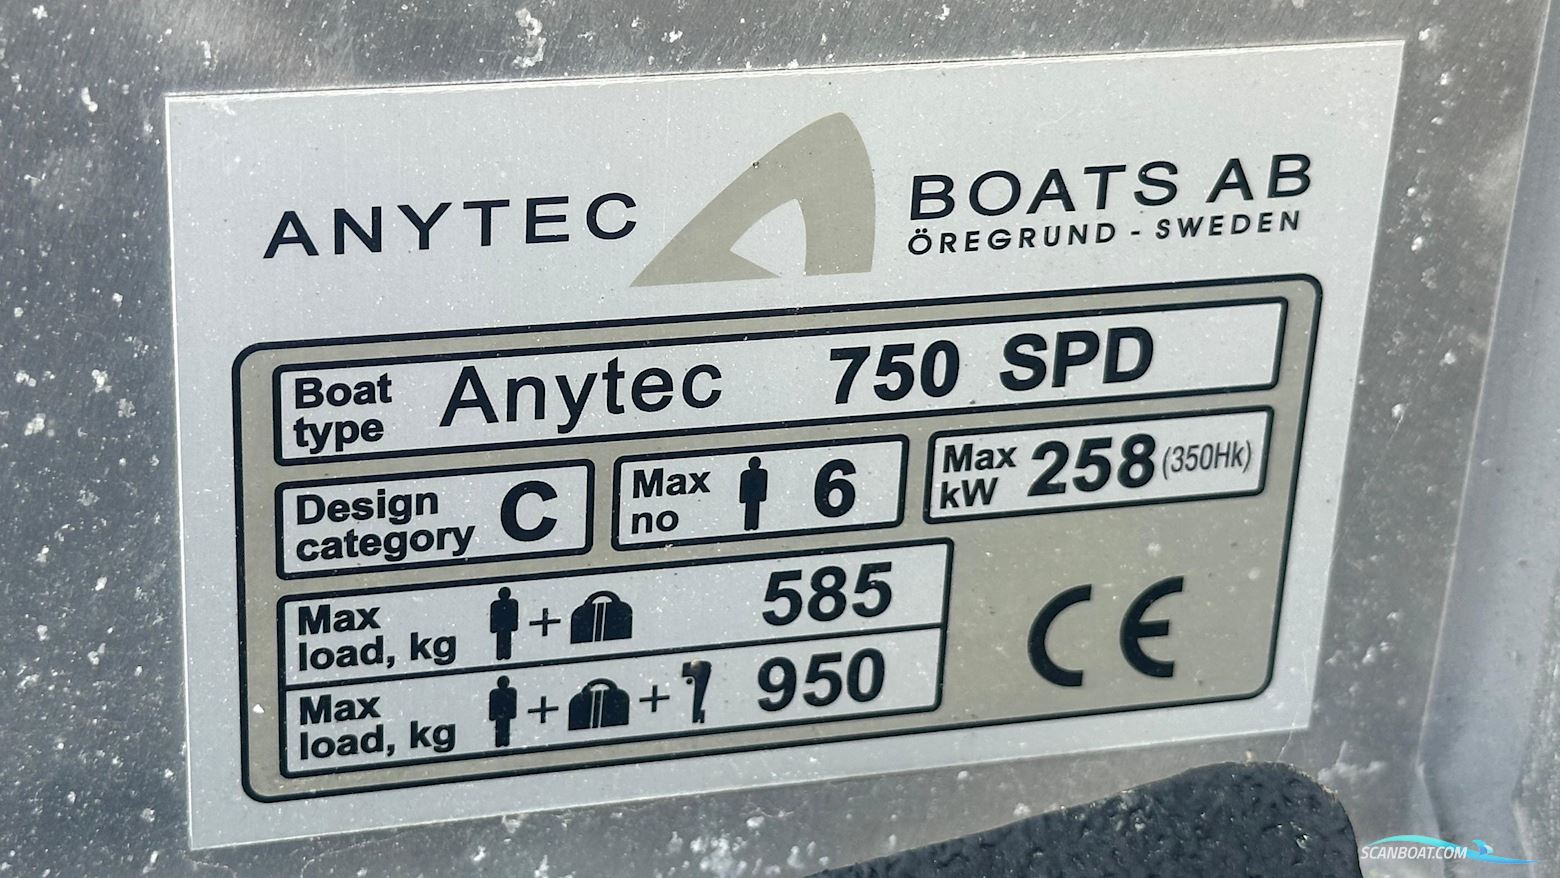 ANYTEC BOATS AB
ÖREGRUND - SWEDEN
Boat type Anytec 750 SPD
Design category C
Max no 6
Max kW 258 (350Hk)
Max load, kg + 585
Max load, kg + + 950
CE
SCANBOAT.COM